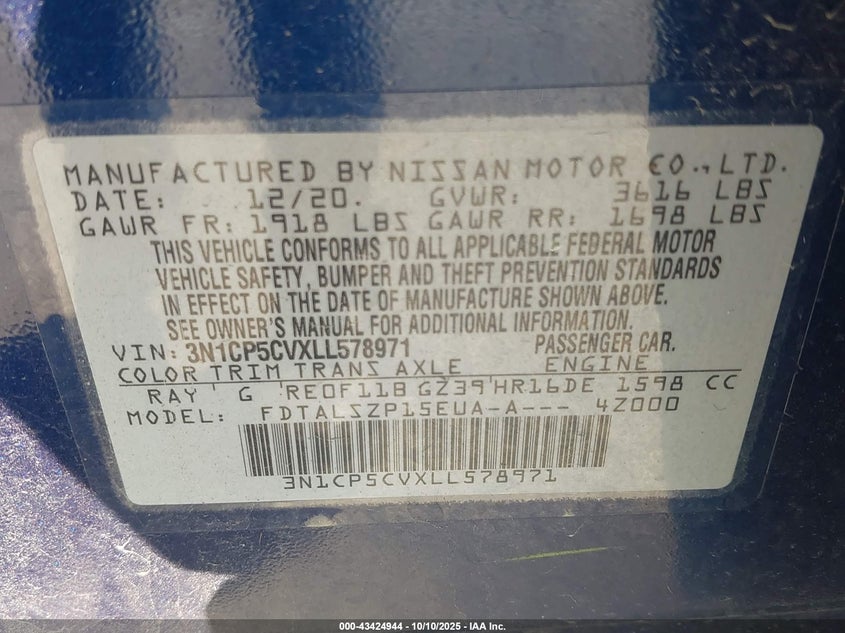 MANUFACTURED BY NISSAN MOTOR CO., LTD.
DATE: 12/20. GVWR: 3616 LBS
GAWR FR: 1918 LBS GAWR RR: 1698 LBS
THIS VEHICLE CONFORMS TO ALL APPLICABLE FEDERAL MOTOR
VEHICLE SAFETY, BUMPER AND THEFT PREVENTION STANDARDS
IN EFFECT ON THE DATE OF MANUFACTURE SHOWN ABOVE.
SEE OWNER'S MANUAL FOR ADDITIONAL INFORMATION.
VIN: 3N1CP5CVXLL578971 PASSENGER CAR.
COLOR TRIM TRANS AXLE ENGINE
RAY G RE0F11B GZ39 HR16DE 1598 CC
MODEL: FDTALSZP15EUA-A--- 4Z000
3N1CP5CVXLL578971
000-43424944 - 10/10/2025 - IAA Inc.